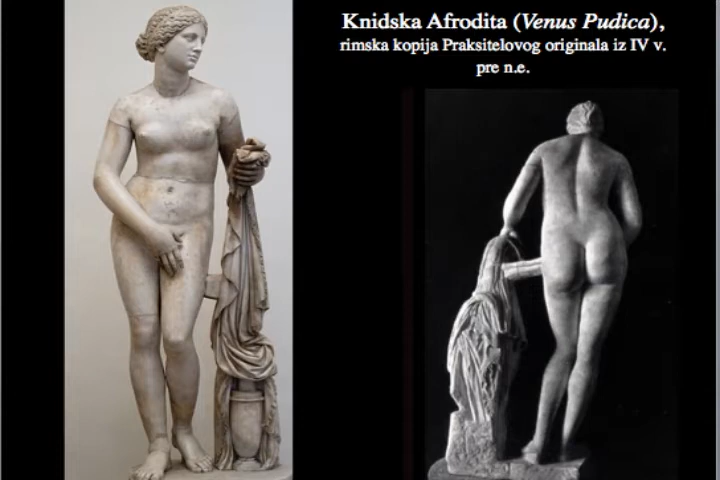 Knidska Afrodita (Venus Pudica),
rimska kopija Praksitelovog originala iz IV v.
pre n.e.